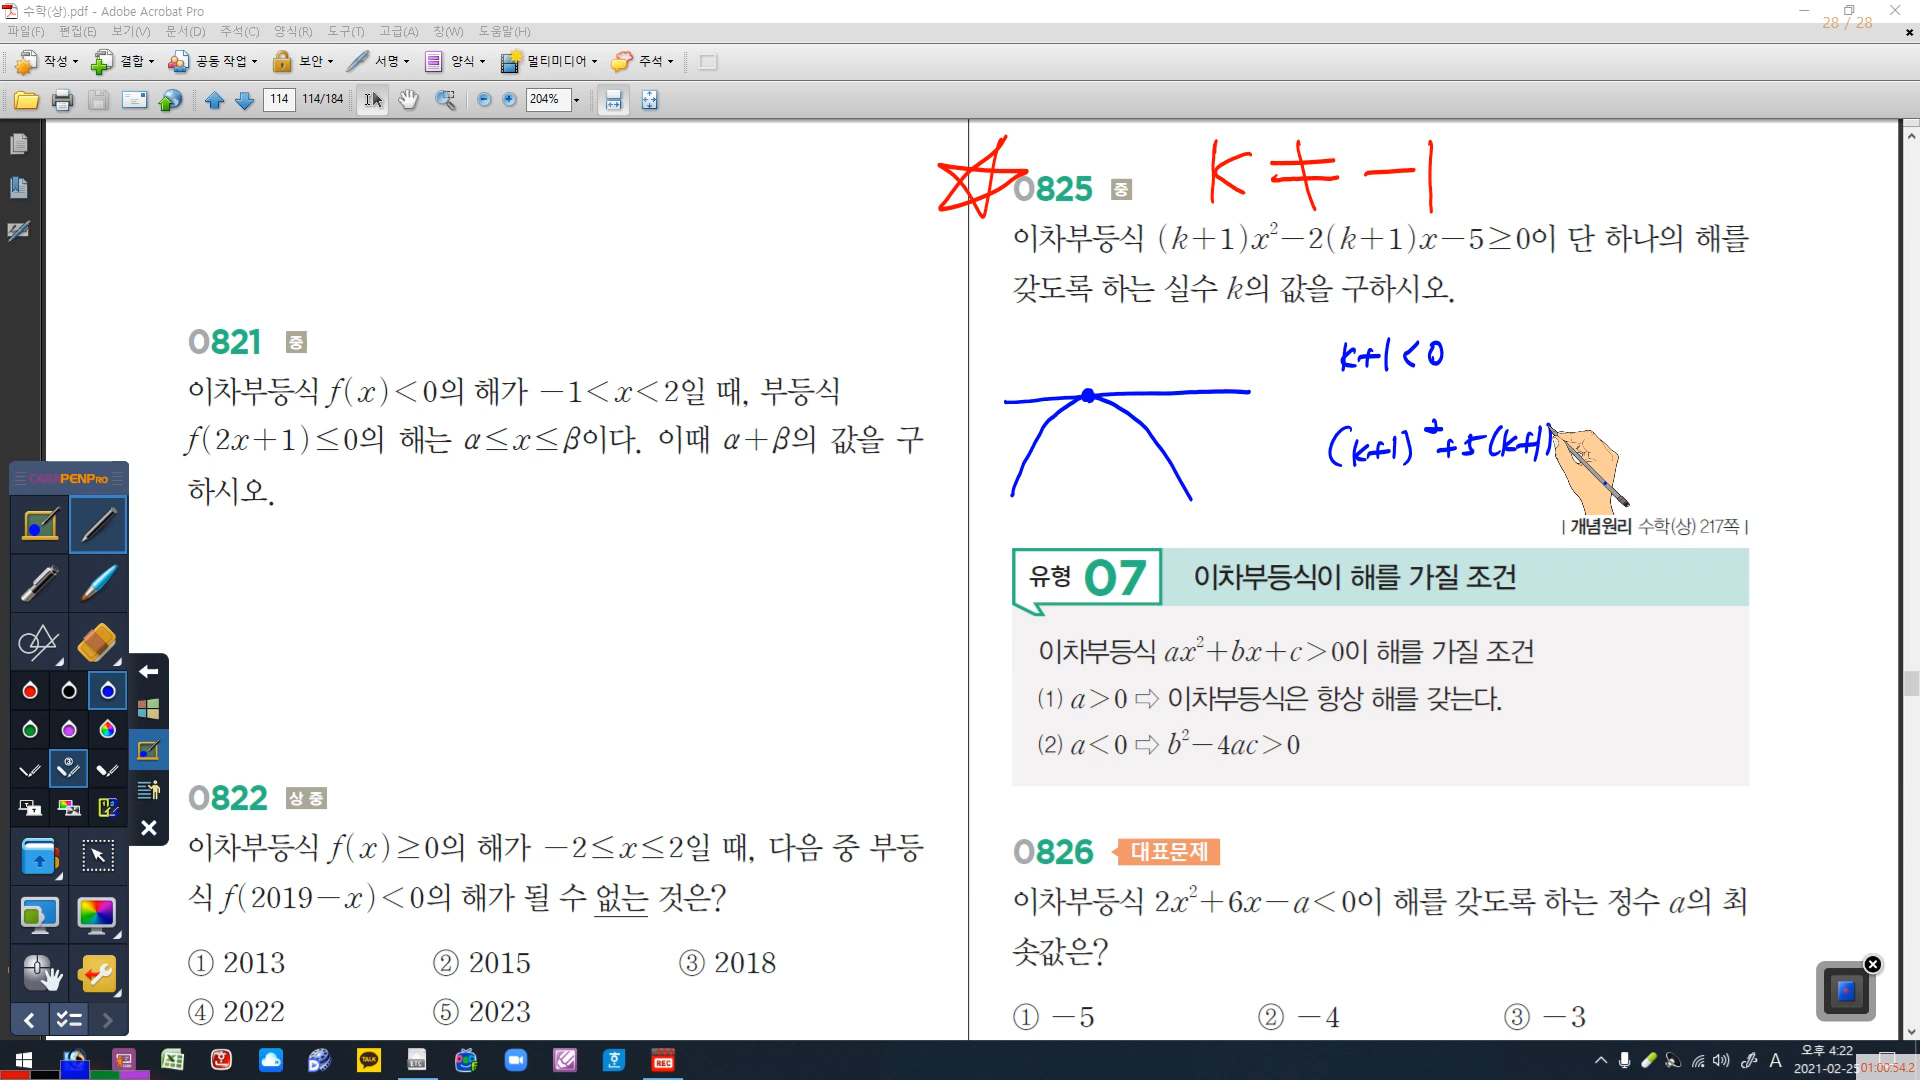 수학(상).pdf - Adobe Acrobat Pro
28 / 28
파일(F) 편집(E) 보기(V) 문서(D) 주석(C) 양식(R) 도구(T) 고급(A) 창(W) 도움말(H)
작성 결합 공동 작업 보안 서명 양식 멀티미디어 주석
114 114/184 204%
0821 중
이차부등식 f(x)<0의 해가 −1<x<2일 때, 부등식
f(2x+1)≤0의 해는 α≤x≤β이다. 이때 α+β의 값을 구
하시오.
0822 상 중
이차부등식 f(x)≥0의 해가 −2≤x≤2일 때, 다음 중 부등
식 f(2019−x)<0의 해가 될 수 없는 것은?
① 2013 ② 2015 ③ 2018
④ 2022 ⑤ 2023
k ≠ −1
0825 중
이차부등식 (k+1)x²−2(k+1)x−5≥0이 단 하나의 해를
갖도록 하는 실수 k의 값을 구하시오.
k+1<0
(k+1)²+5(k+1)
| 개념원리 수학(상) 217쪽 |
유형 07 이차부등식이 해를 가질 조건
이차부등식 ax²+bx+c>0이 해를 가질 조건
⑴ a>0 ⇨ 이차부등식은 항상 해를 갖는다.
⑵ a<0 ⇨ b²−4ac>0
0826 대표문제
이차부등식 2x²+6x−a<0이 해를 갖도록 하는 정수 a의 최
솟값은?
① −5 ② −4 ③ −3
PENPRO
TALK
REC
A
오후 4:22
2021-02-25
01:00:54.2